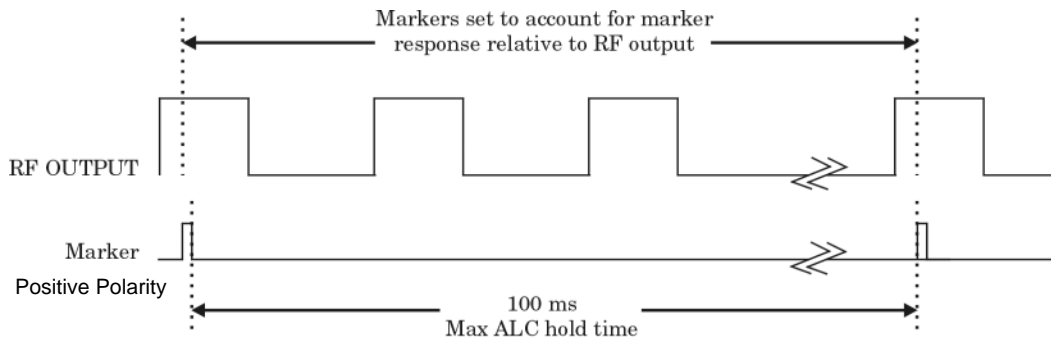 Markers set to account for marker
response relative to RF output
RF OUTPUT
Marker
Positive Polarity
100 ms
Max ALC hold time